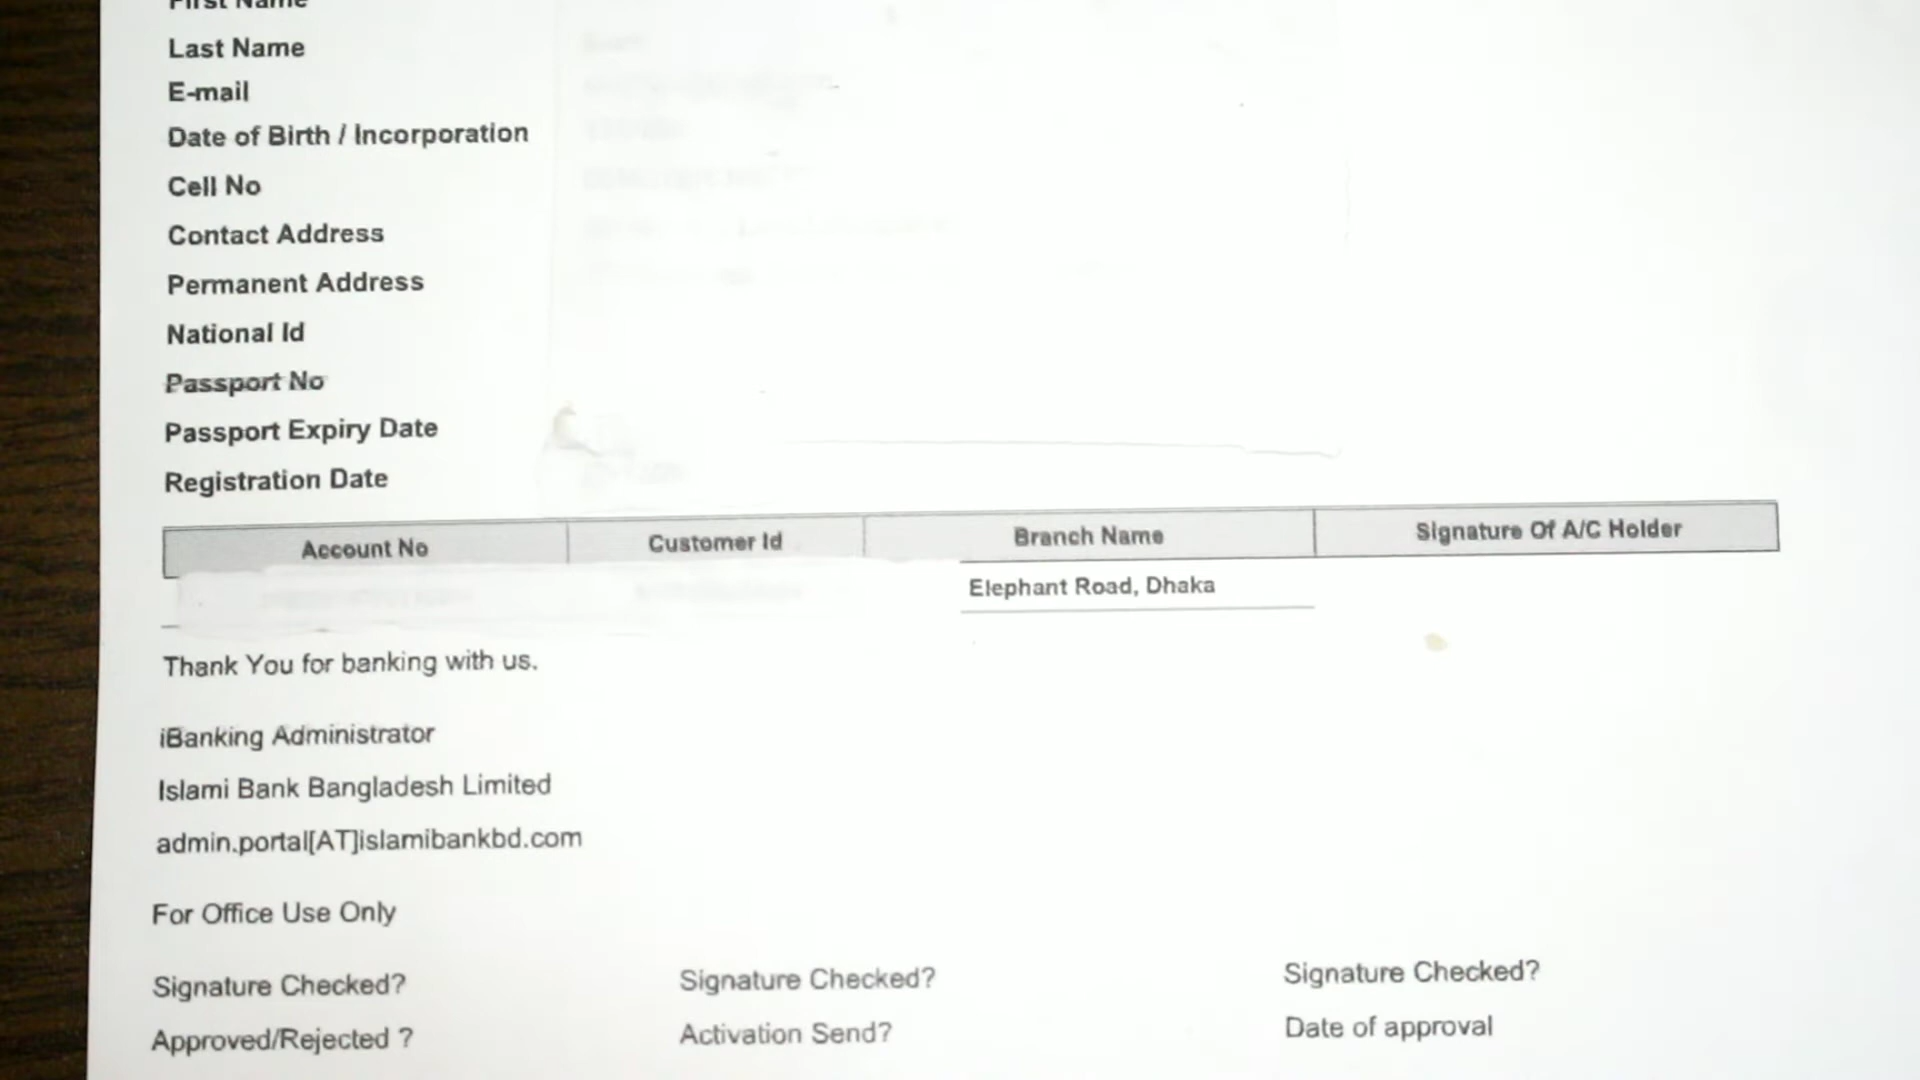 First Name
Last Name
E-mail
Date of Birth / Incorporation
Cell No
Contact Address
Permanent Address
National Id
Passport No
Passport Expiry Date
Registration Date
Account No Customer Id Branch Name Signature Of A/C Holder
Elephant Road, Dhaka
Thank You for banking with us.
iBanking Administrator
Islami Bank Bangladesh Limited
admin.portal[AT]islamibankbd.com
For Office Use Only
Signature Checked? Signature Checked? Signature Checked?
Approved/Rejected ? Activation Send? Date of approval